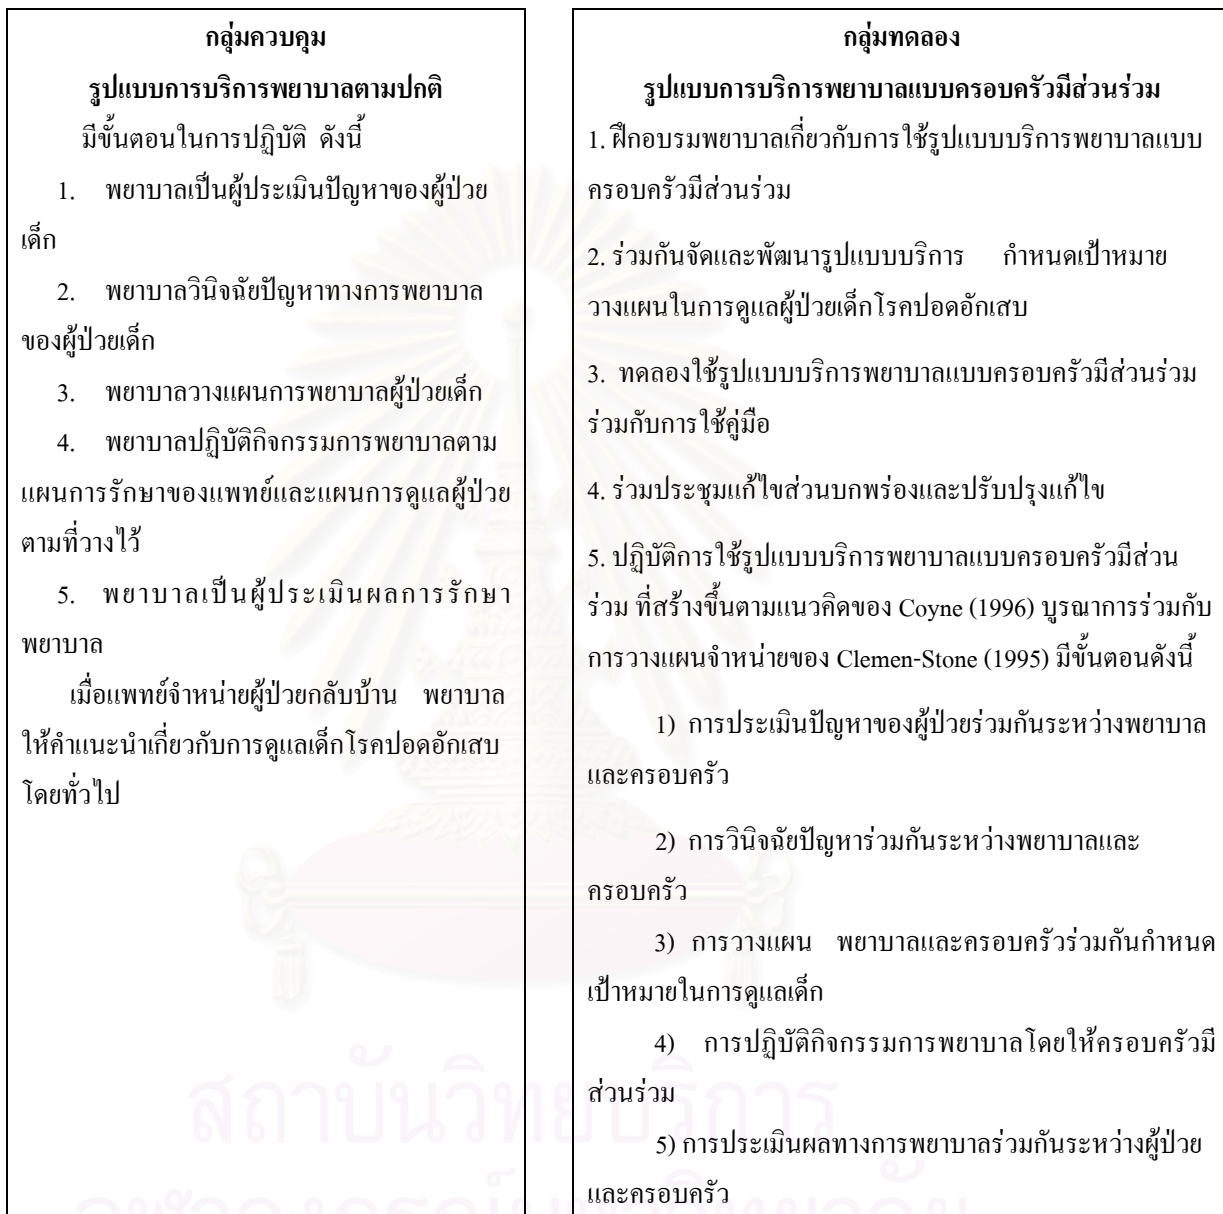 กลุ่มควบคุม
รูปแบบการบริการพยาบาลตามปกติ
มีขั้นตอนในการปฏิบัติ ดังนี้
1. พยาบาลเป็นผู้ประเมินปัญหาของผู้ป่วย
เด็ก
2. พยาบาลวินิจฉัยปัญหาทางการพยาบาล
ของผู้ป่วยเด็ก
3. พยาบาลวางแผนการพยาบาลผู้ป่วยเด็ก
4. พยาบาลปฏิบัติกิจกรรมการพยาบาลตาม
แผนการรักษาของแพทย์และแผนการดูแลผู้ป่วย
ตามที่วางไว้
5. พยาบาลเป็นผู้ประเมินผลการรักษา
พยาบาล
เมื่อแพทย์จำหน่ายผู้ป่วยกลับบ้าน พยาบาล
ให้คำแนะนำเกี่ยวกับการดูแลเด็กโรคปอดอักเสบ
โดยทั่วไป
กลุ่มทดลอง
รูปแบบการบริการพยาบาลแบบครอบครัวมีส่วนร่วม
1. ฝึกอบรมพยาบาลเกี่ยวกับการใช้รูปแบบบริการพยาบาลแบบ
ครอบครัวมีส่วนร่วม
2. ร่วมกันจัดและพัฒนารูปแบบบริการ กำหนดเป้าหมาย
วางแผนในการดูแลผู้ป่วยเด็กโรคปอดอักเสบ
3. ทดลองใช้รูปแบบบริการพยาบาลแบบครอบครัวมีส่วนร่วม
ร่วมกับการใช้คู่มือ
4. ร่วมประชุมแก้ไขส่วนบกพร่องและปรับปรุงแก้ไข
5. ปฏิบัติการใช้รูปแบบบริการพยาบาลแบบครอบครัวมีส่วน
ร่วม ที่สร้างขึ้นตามแนวคิดของ Coyne (1996) บูรณาการร่วมกับ
การวางแผนจำหน่ายของ Clemen-Stone (1995) มีขั้นตอนดังนี้
1) การประเมินปัญหาของผู้ป่วยร่วมกันระหว่างพยาบาล
และครอบครัว
2) การวินิจฉัยปัญหาร่วมกันระหว่างพยาบาลและ
ครอบครัว
3) การวางแผน พยาบาลและครอบครัวร่วมกันกำหนด
เป้าหมายในการดูแลเด็ก
4) การปฏิบัติกิจกรรมการพยาบาลโดยให้ครอบครัวมี
ส่วนร่วม
5) การประเมินผลทางการพยาบาลร่วมกันระหว่างผู้ป่วย
และครอบครัว
สถาบันวิทยบริการ